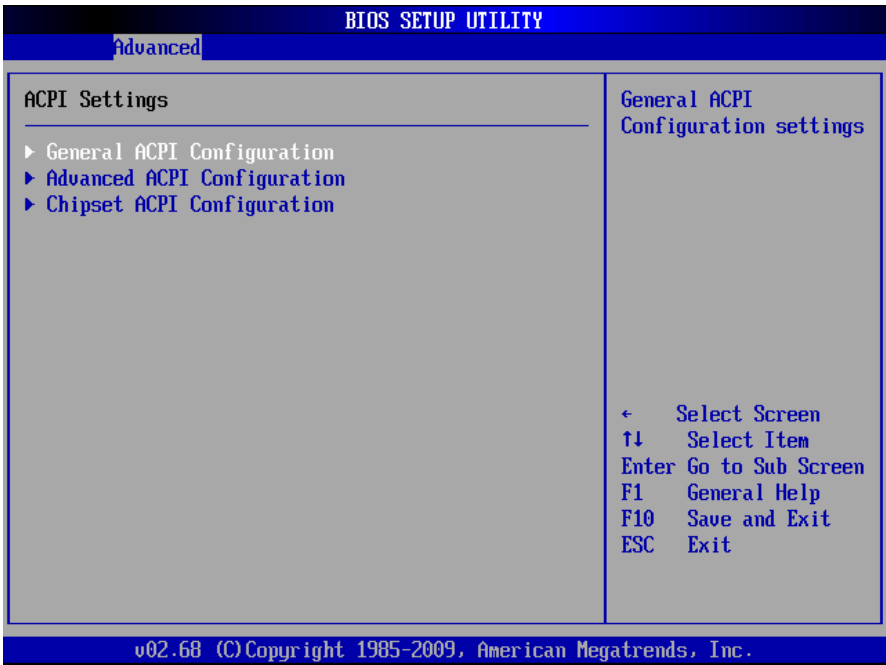 BIOS SETUP UTILITY
Advanced
ACPI Settings
▶ General ACPI Configuration
▶ Advanced ACPI Configuration
▶ Chipset ACPI Configuration
General ACPI
Configuration settings
← Select Screen
↑↓ Select Item
Enter Go to Sub Screen
F1 General Help
F10 Save and Exit
ESC Exit
v02.68 (C)Copyright 1985-2009, American Megatrends, Inc.